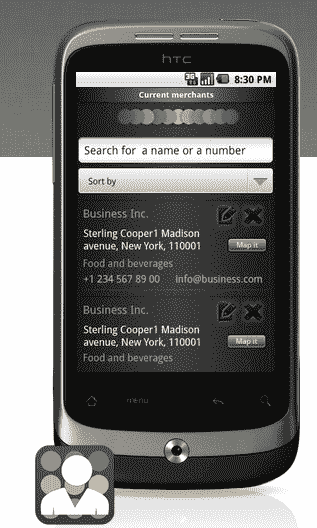 hTC
3G
8:30 PM
Current merchants
Search for a name or a number
Sort by
Business Inc.
Sterling Cooper1 Madison
avenue, New York, 110001
Map it
Food and beverages
+1 234 567 89 00 info@business.com
Business Inc.
Sterling Cooper1 Madison
avenue, New York, 110001
Map it
Food and beverages
menu